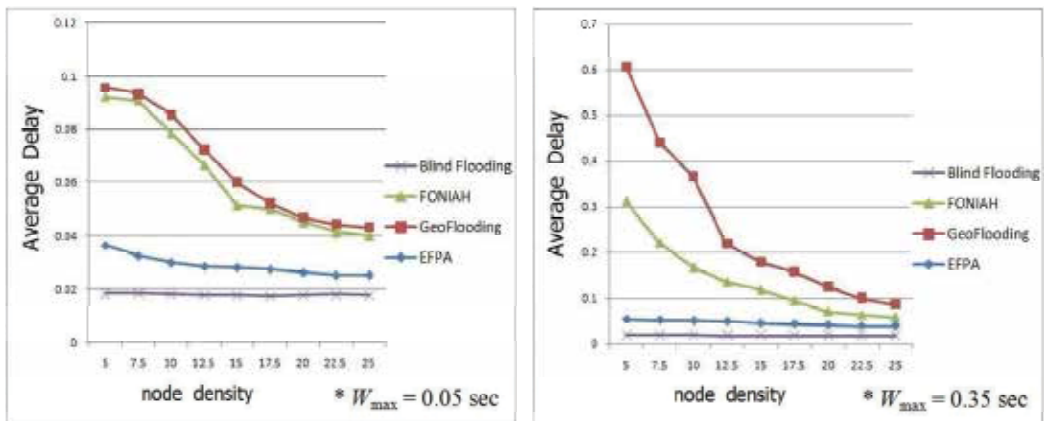 0.12
0.1
0.08
0.06
0.04
0.02
0
Average Delay
5 7.5 10 12.5 15 17.5 20 22.5 25
node density
* Wmax = 0.05 sec
Blind Flooding
FONIAH
GeoFlooding
EFPA
0.7
0.6
0.5
0.4
0.3
0.2
0.1
0
Average Delay
5 7.5 10 12.5 15 17.5 20 22.5 25
node density
* Wmax = 0.35 sec
Blind Flooding
FONIAH
GeoFlooding
EFPA